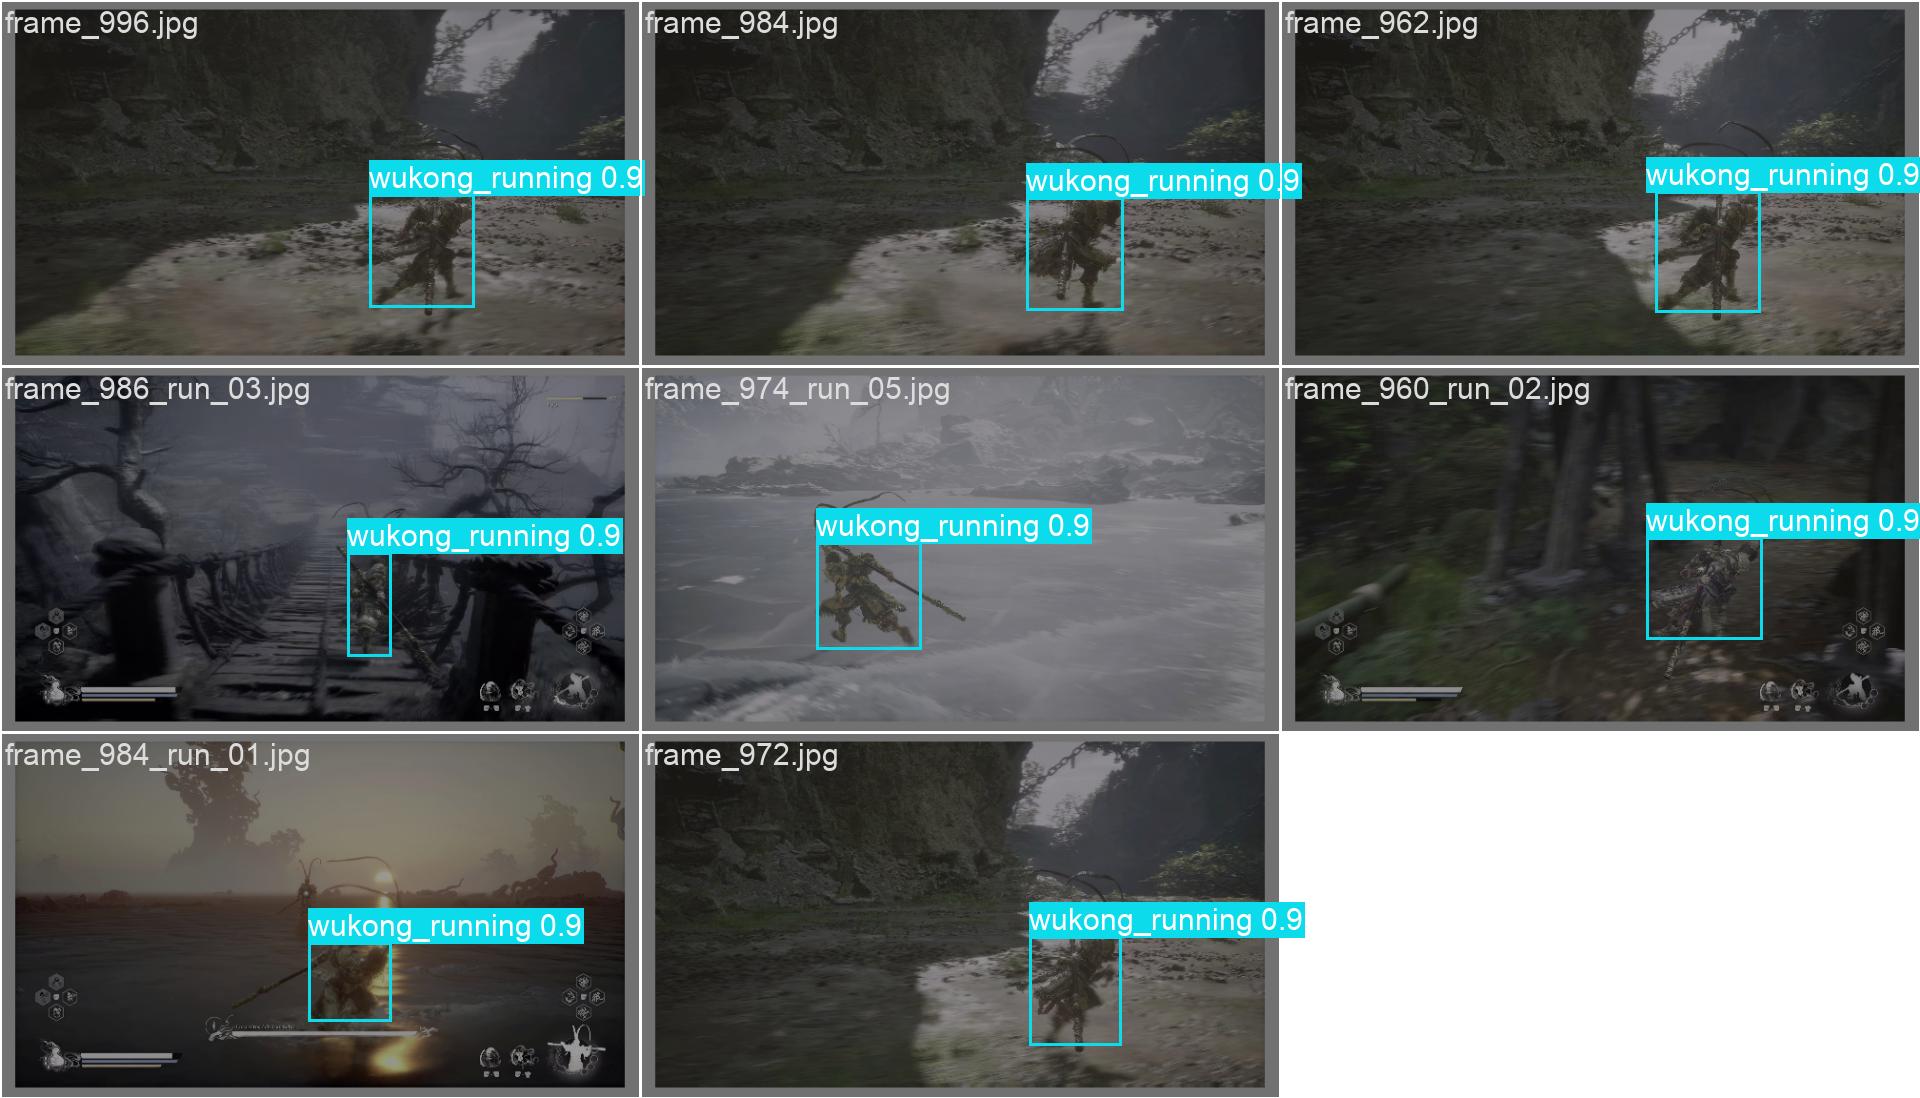 frame_996.jpg
wukong_running 0.9
frame_984.jpg
wukong_running 0.9
frame_962.jpg
wukong_running 0.9
frame_986_run_03.jpg
wukong_running 0.9
frame_974_run_05.jpg
wukong_running 0.9
frame_960_run_02.jpg
wukong_running 0.9
frame_984_run_01.jpg
wukong_running 0.9
frame_972.jpg
wukong_running 0.9